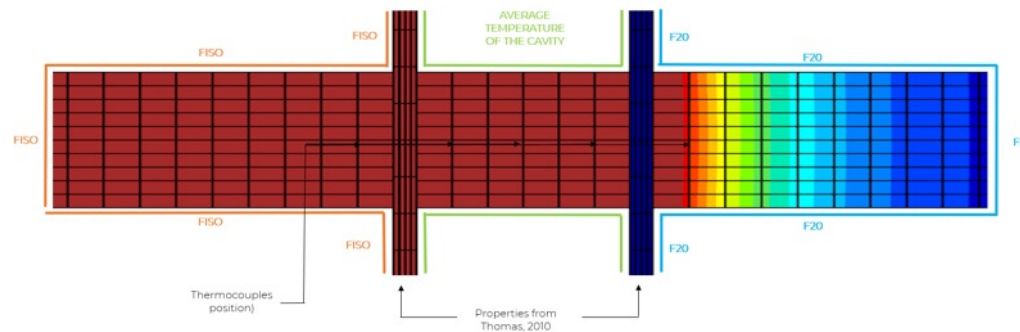 AVERAGE
TEMPERATURE
OF THE CAVITY
FISO
F20
FISO
F20
FISO
F
FISO
F20
FISO
F20
Thermocouples
position)
Properties from
Thomas, 2010